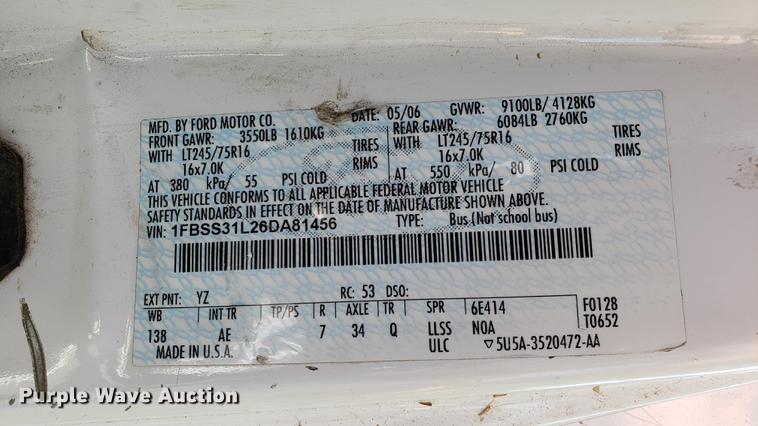 MFD. BY FORD MOTOR CO. DATE: 05/06 GVWR: 9100LB/ 4128KG
FRONT GAWR: 3550LB 1610KG REAR GAWR: 6084LB 2760KG
WITH LT245/75R16 TIRES WITH LT245/75R16 TIRES
16x7.0K RIMS 16x7.0K RIMS
AT 380 kPa/ 55 PSI COLD AT 550 kPa/ 80 PSI COLD
THIS VEHICLE CONFORMS TO ALL APPLICABLE FEDERAL MOTOR VEHICLE
SAFETY STANDARDS IN EFFECT ON THE DATE OF MANUFACTURE SHOWN ABOVE.
VIN: 1FBSS31L26DA81456 TYPE: Bus (Not school bus)
EXT PNT: YZ RC: 53 DSO:
WB INT TR TP/PS R AXLE TR SPR 6E414 F0128
138 AE 7 34 Q LLSS NOA T0652
MADE IN U.S.A. ULC ▽5U5A-3520472-AA
Purple Wave Auction